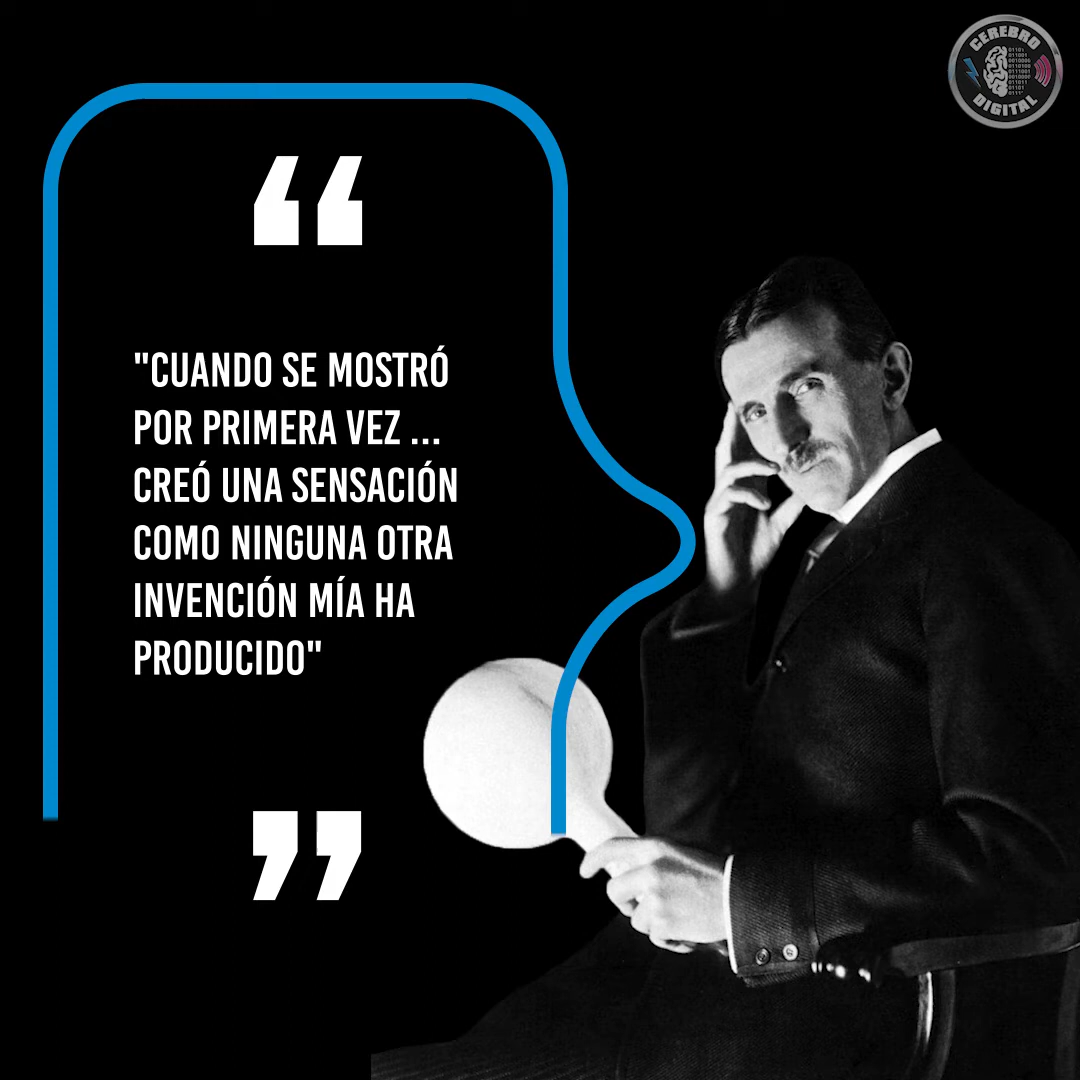 CEREBRO
DIGITAL
“
"CUANDO SE MOSTRÓ
POR PRIMERA VEZ ...
CREÓ UNA SENSACIÓN
COMO NINGUNA OTRA
INVENCIÓN MÍA HA
PRODUCIDO"
”